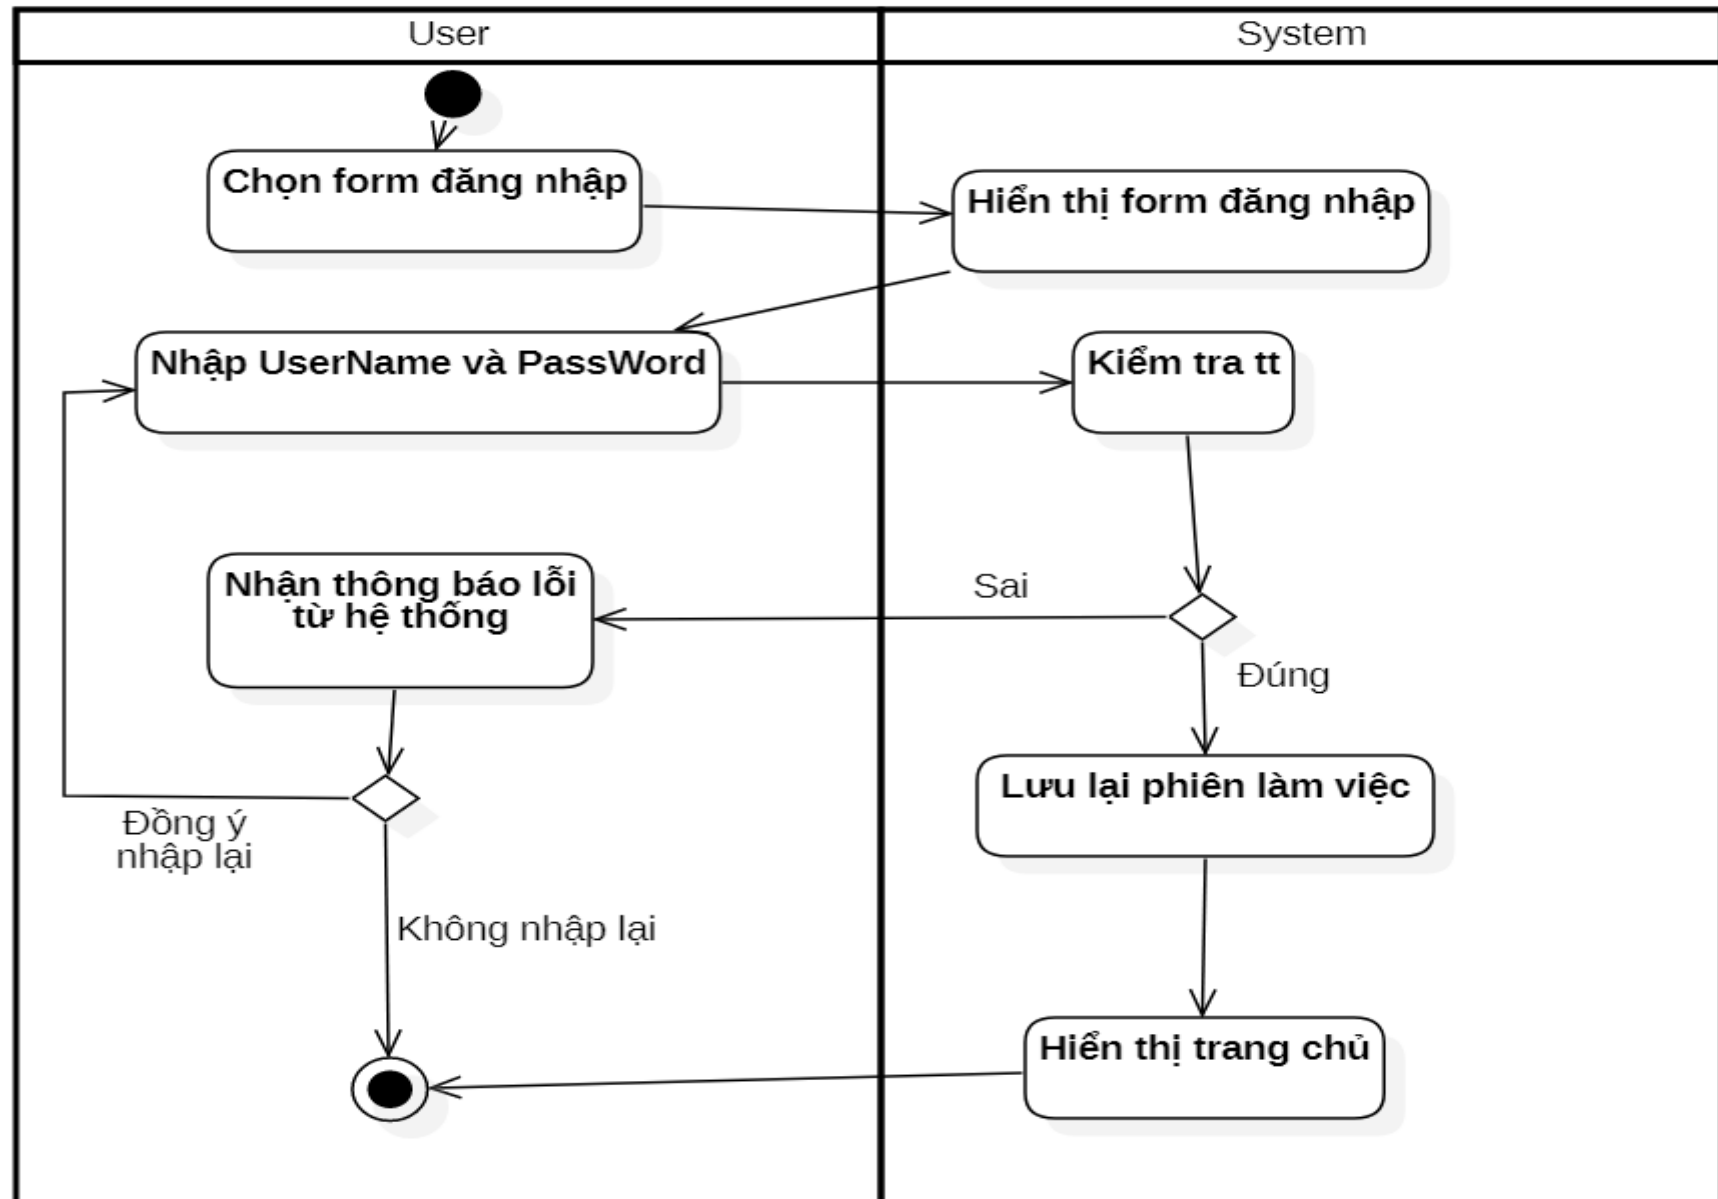 User
System
Chọn form đăng nhập
Hiển thị form đăng nhập
Nhập UserName và PassWord
Kiểm tra tt
Nhận thông báo lỗi
từ hệ thống
Sai
Đúng
Lưu lại phiên làm việc
Đồng ý
nhập lại
Không nhập lại
Hiển thị trang chủ